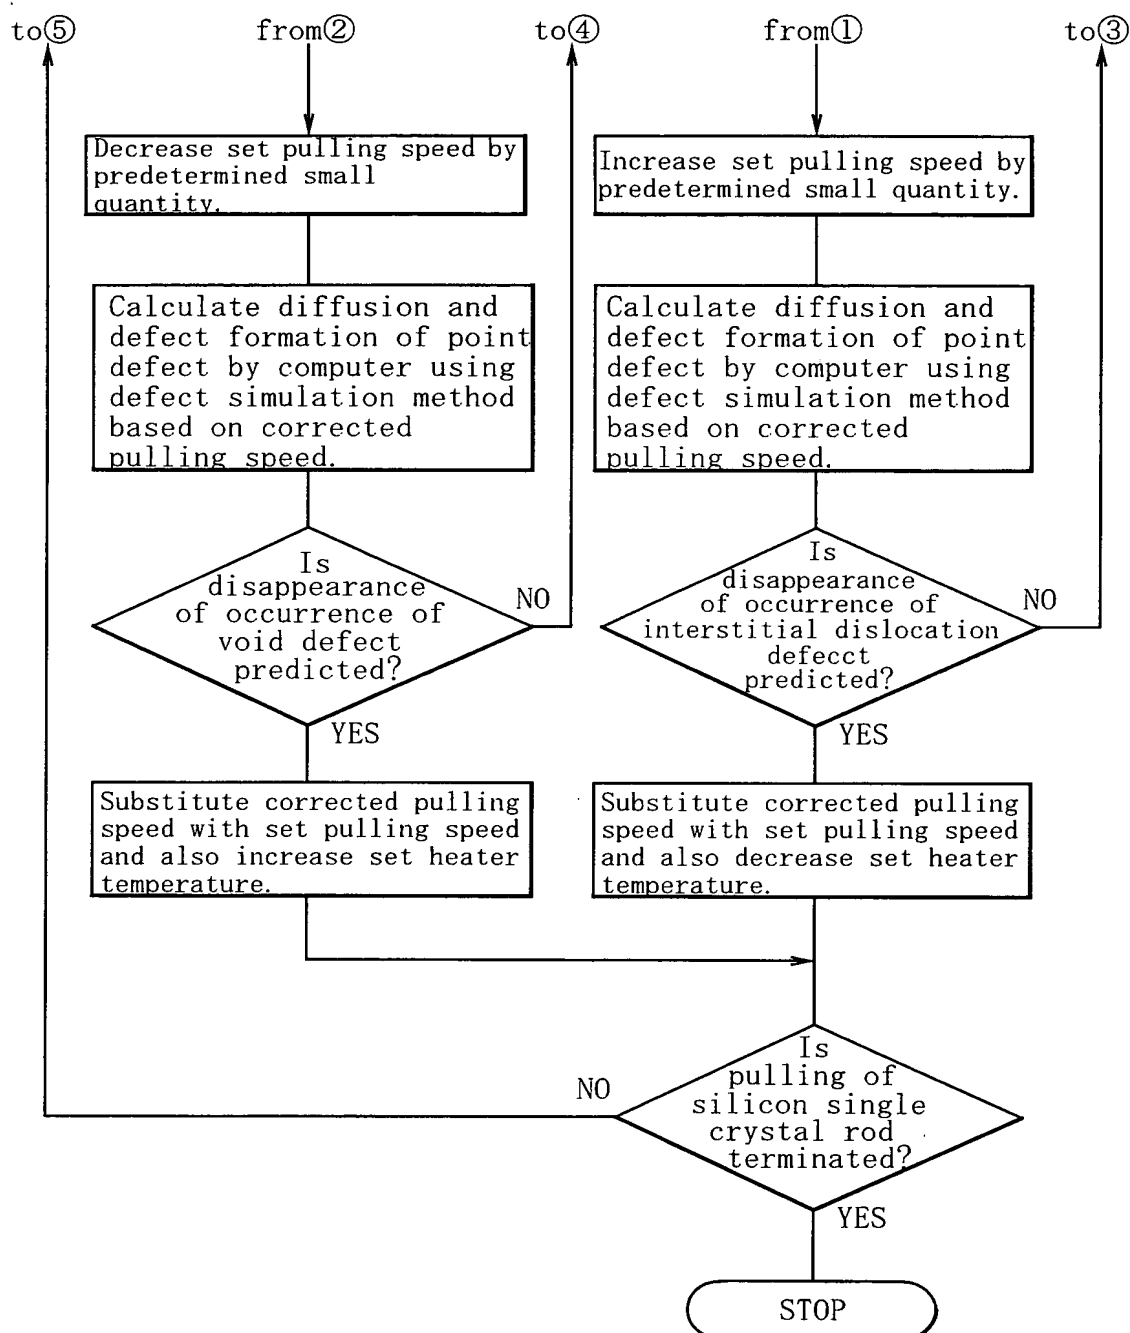 to⑤
from②
to④
from①
to③
Decrease set pulling speed by
predetermined small
quantity.
Increase set pulling speed by
predetermined small quantity.
Calculate diffusion and
defect formation of point
defect by computer using
defect simulation method
based on corrected
pulling speed.
Calculate diffusion and
defect formation of point
defect by computer using
defect simulation method
based on corrected
pulling speed.
Is
disappearance
of occurrence of
void defect
predicted?
NO
YES
Is
disappearance
of occurrence of
interstitial dislocation
defecct
predicted?
NO
YES
Substitute corrected pulling
speed with set pulling speed
and also increase set heater
temperature.
Substitute corrected pulling
speed with set pulling speed
and also decrease set heater
temperature.
Is
pulling of
silicon single
crystal rod
terminated?
NO
YES
STOP